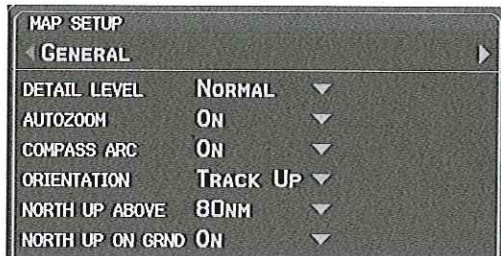 MAP SETUP
GENERAL
DETAIL LEVEL NORMAL
AUTOZOOM ON
COMPASS ARC ON
ORIENTATION TRACK UP
NORTH UP ABOVE 80NM
NORTH UP ON GRND ON